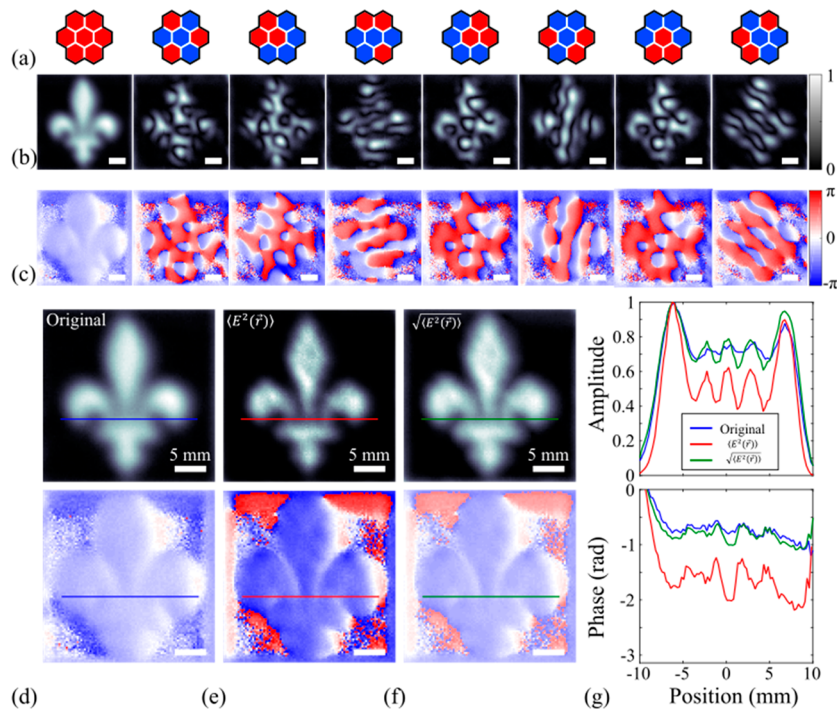 (a)
1
(b)
0
π
0
(c)
-π
Original
⟨E²(r⃗)⟩
√⟨E²(r⃗)⟩
5 mm
5 mm
5 mm
1
0.8
0.6
0.4
0.2
0
Amplitude
Original
⟨E²(r⃗)⟩
√⟨E²(r⃗)⟩
0
-1
-2
-3
Phase (rad)
-10
-5
0
5
10
(d)
(e)
(f)
(g)
Position (mm)